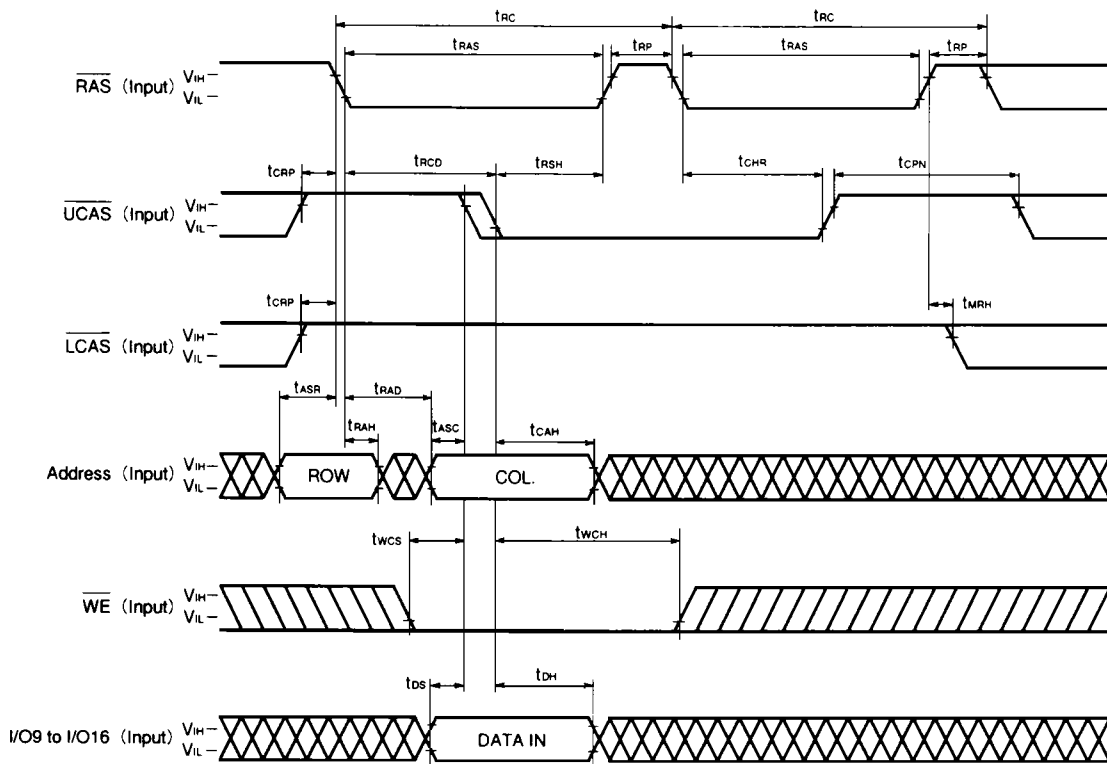 tRC tRC
tRAS tRP tRAS tRP
RAS (Input) VIH VIL
tCRP tRCD tRSH tCHR tCPN
UCAS (Input) VIH VIL
tCRP tMRH
LCAS (Input) VIH VIL
tASR tRAD
tRAH tASC tCAH
Address (Input) VIH VIL ROW COL.
tWCS tWCH
WE (Input) VIH VIL
tDS tDH
I/O9 to I/O16 (Input) VIH VIL DATA IN